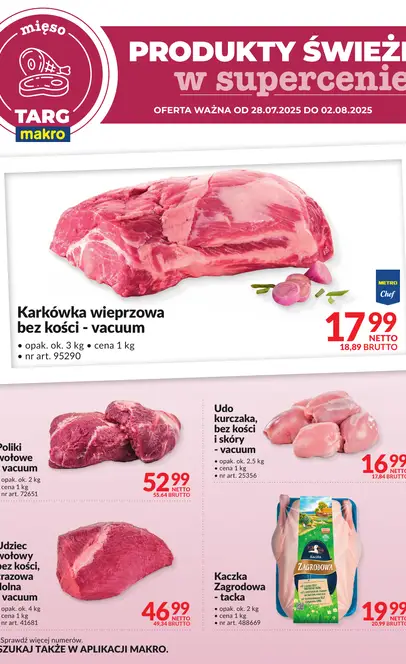 mięso
TARG
makro
PRODUKTY ŚWIEŻE
w supercenie
OFERTA WAŻNA OD 28.07.2025 DO 02.08.2025
METRO
Chef
Karkówka wieprzowa
bez kości - vacuum
• opak. ok. 3 kg • cena 1 kg
• nr art. 95290
17 99
NETTO
18,89 BRUTTO
Poliki
wołowe
- vacuum
• opak. ok. 2 kg
• cena 1 kg
• nr art. 72651
52 99
NETTO
55,64 BRUTTO
Udo
kurczaka,
bez kości
i skóry
- vacuum
• opak. ok. 2,5 kg
• cena 1 kg
• nr art. 25356
16 99
NETTO
17,84 BRUTTO
Udziec
wołowy
bez kości,
zrazowa
dolna
- vacuum
• opak. ok. 4 kg
• cena 1 kg
• nr art. 41681
46 99
NETTO
49,34 BRUTTO
Kaczka
Zagrodowa
- tacka
• opak. ok. 2 kg
• cena 1 kg
• nr art. 488669
ZAGRODOWA
19 99
NETTO
20,99 BRUTTO
Sprawdź więcej numerów.
SZUKAJ TAKŻE W APLIKACJI MAKRO.